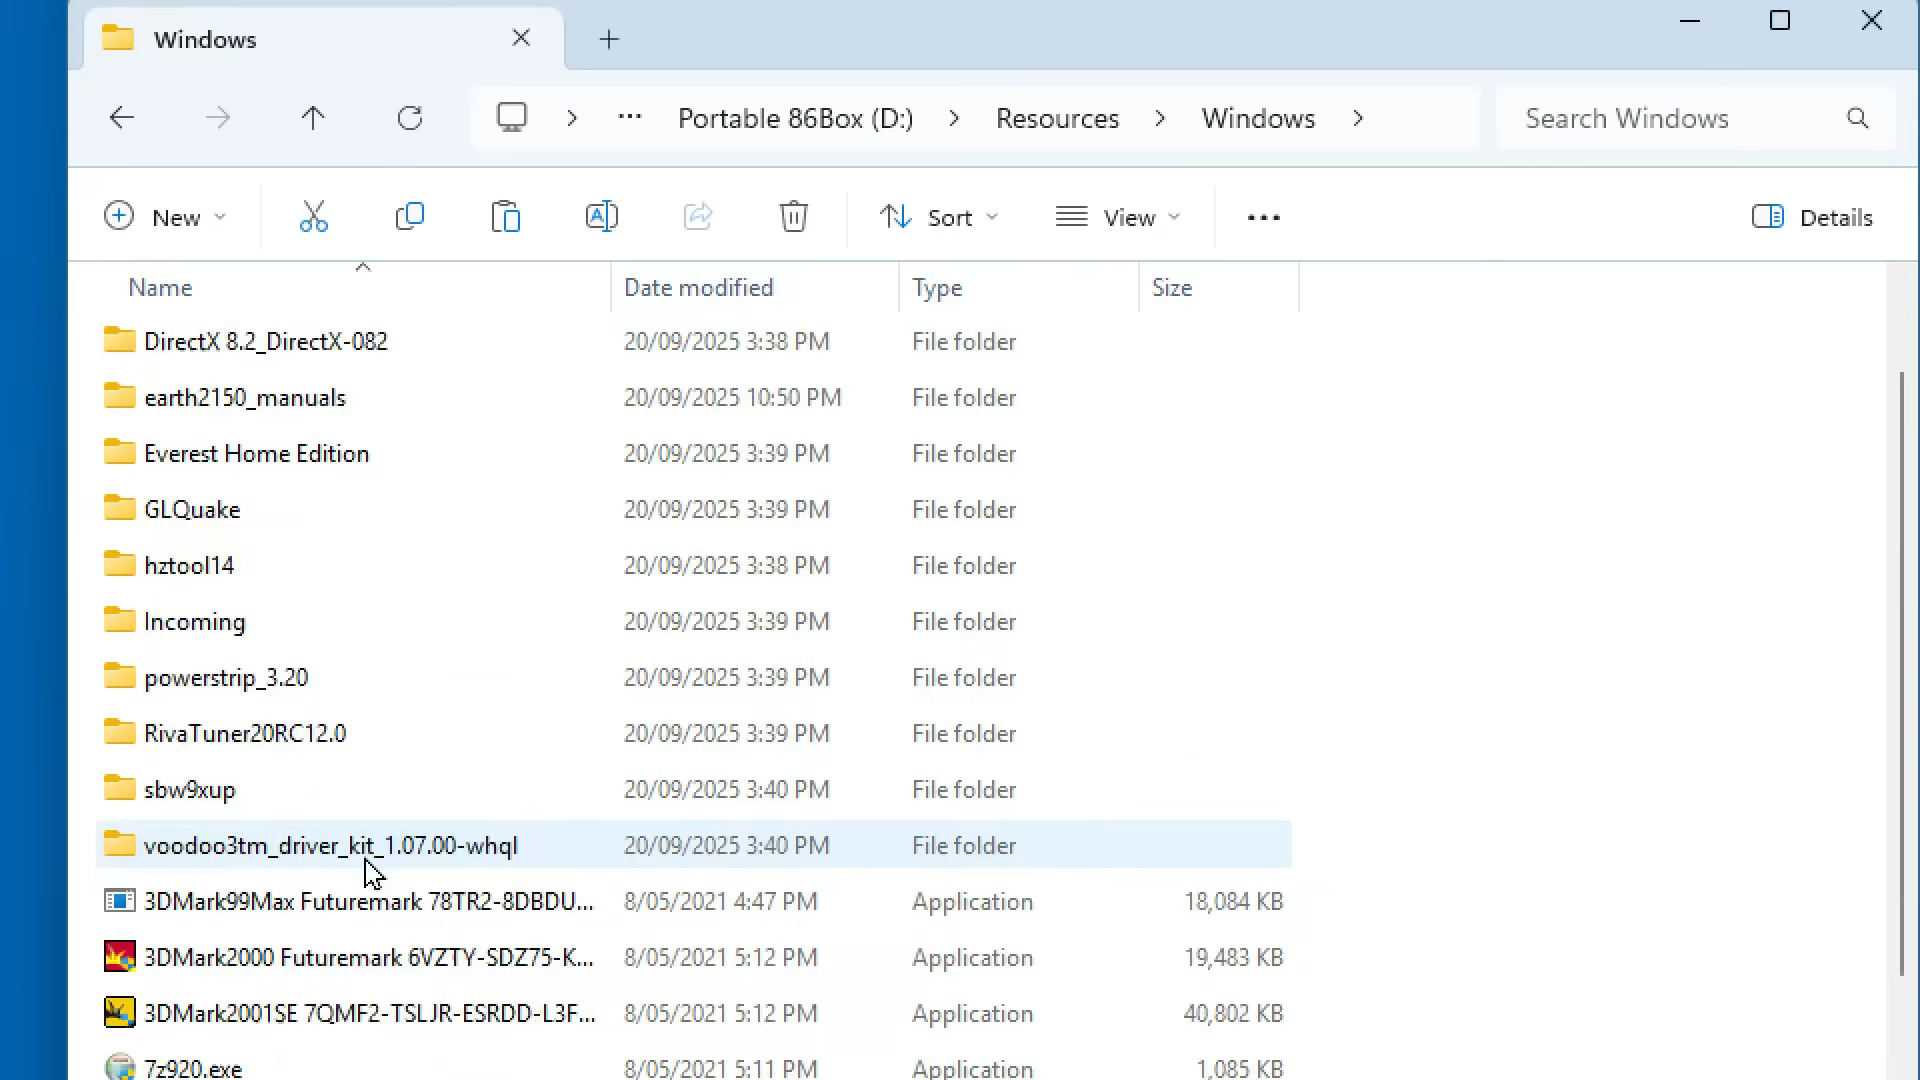 Windows
Portable 86Box (D:) Resources Windows Search Windows
New Sort View Details
Name Date modified Type Size
DirectX 8.2_DirectX-082 20/09/2025 3:38 PM File folder
earth2150_manuals 20/09/2025 10:50 PM File folder
Everest Home Edition 20/09/2025 3:39 PM File folder
GLQuake 20/09/2025 3:39 PM File folder
hztool14 20/09/2025 3:38 PM File folder
Incoming 20/09/2025 3:39 PM File folder
powerstrip_3.20 20/09/2025 3:39 PM File folder
RivaTuner20RC12.0 20/09/2025 3:39 PM File folder
sbw9xup 20/09/2025 3:40 PM File folder
voodoo3tm_driver_kit_1.07.00-whql 20/09/2025 3:40 PM File folder
3DMark99Max Futuremark 78TR2-8DBDU... 8/05/2021 4:47 PM Application 18,084 KB
3DMark2000 Futuremark 6VZTY-SDZ75-K... 8/05/2021 5:12 PM Application 19,483 KB
3DMark2001SE 7QMF2-TSLJR-ESRDD-L3F... 8/05/2021 5:12 PM Application 40,802 KB
7z920.exe 8/05/2021 5:11 PM Application 1,085 KB